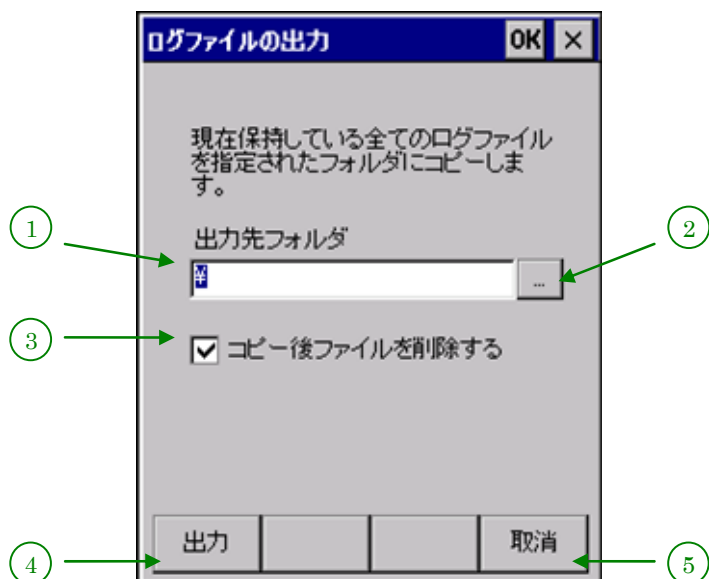 ログファイルの出力 OK ×
現在保持している全てのログファイル
を指定されたフォルダにコピーしま
す。
1
出力先フォルダ
2
¥ ...
3
コピー後ファイルを削除する
出力 取消
4
5